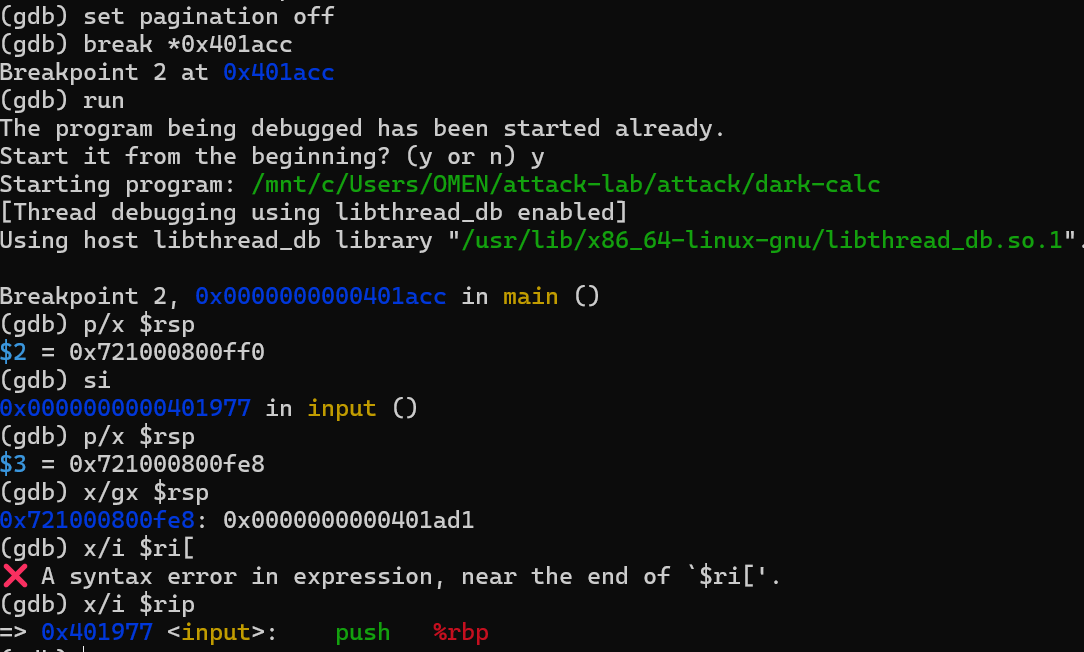 (gdb) set pagination off
(gdb) break *0x401acc
Breakpoint 2 at 0x401acc
(gdb) run
The program being debugged has been started already.
Start it from the beginning? (y or n) y
Starting program: /mnt/c/Users/OMEN/attack-lab/attack/dark-calc
[Thread debugging using libthread_db enabled]
Using host libthread_db library "/usr/lib/x86_64-linux-gnu/libthread_db.so.1".

Breakpoint 2, 0x0000000000401acc in main ()
(gdb) p/x $rsp
$2 = 0x721000800ff0
(gdb) si
0x0000000000401977 in input ()
(gdb) p/x $rsp
$3 = 0x721000800fe8
(gdb) x/gx $rsp
0x721000800fe8: 0x0000000000401ad1
(gdb) x/i $ri[
❌ A syntax error in expression, near the end of `$ri['.
(gdb) x/i $rip
=> 0x401977 <input>:    push   %rbp